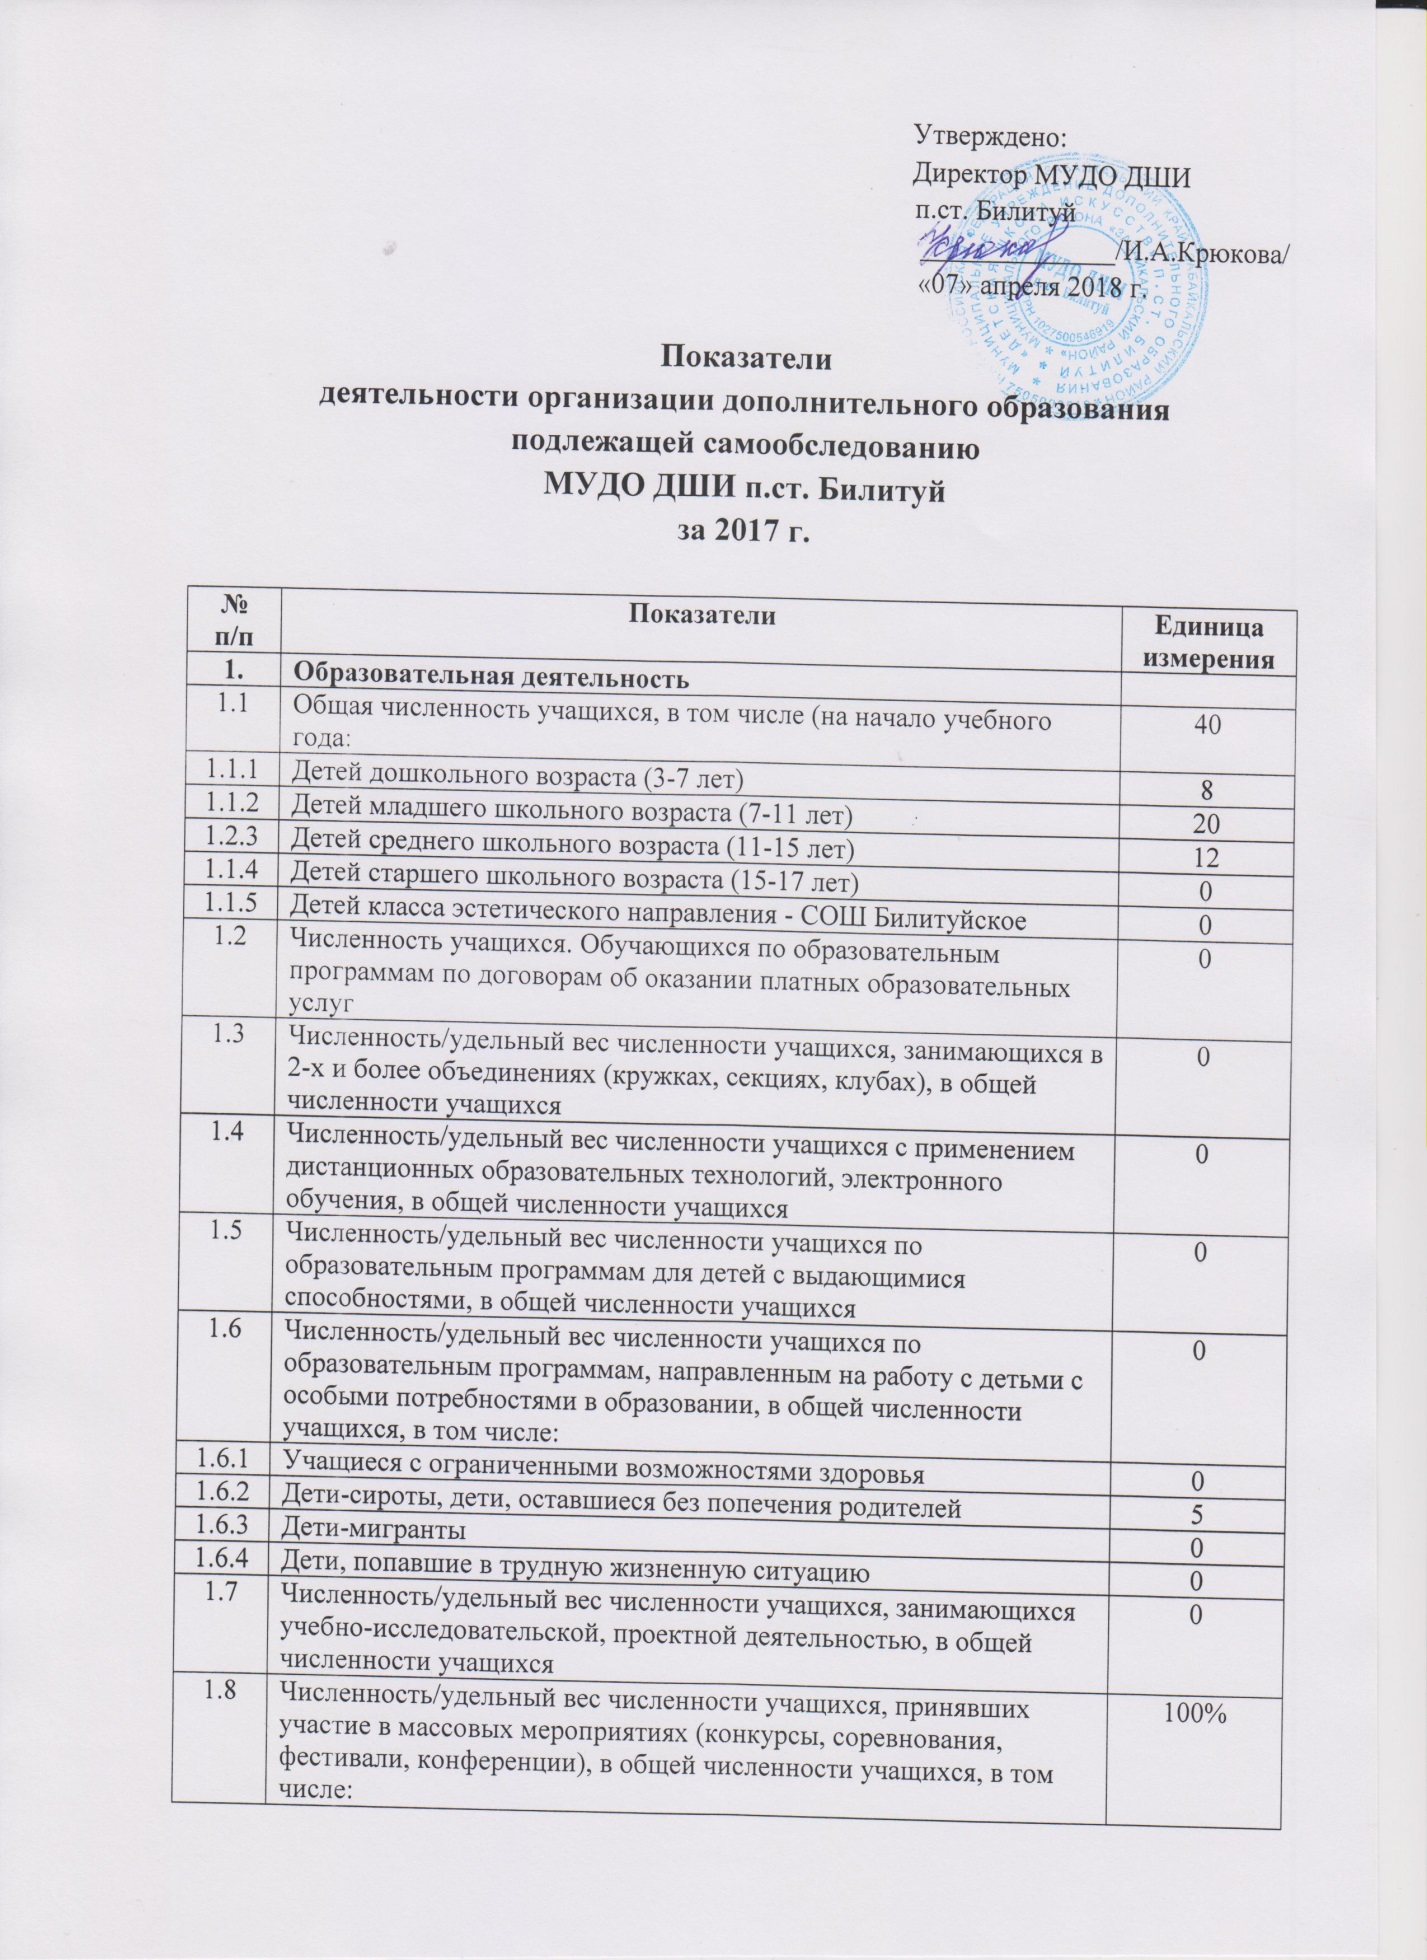 Утверждено:
Директор МУДО ДШИ
п.ст. Билитуй
/И.А.Крюкова/
«07» апреля 2018 г.
Показатели
деятельности организации дополнительного образования
подлежащей самообследованию
МУДО ДШИ п.ст. Билитуй
за 2017 г.
№ Показатели Единица
п/п измерения
1. Образовательная деятельность
1.1 Общая численность учащихся, в том числе (на начало учебного 40
года:
1.1.1 Детей дошкольного возраста (3-7 лет) 8
1.1.2 Детей младшего школьного возраста (7-11 лет) 20
1.2.3 Детей среднего школьного возраста (11-15 лет) 12
1.1.4 Детей старшего школьного возраста (15-17 лет) 0
1.1.5 Детей класса эстетического направления - СОШ Билитуйское 0
1.2 Численность учащихся. Обучающихся по образовательным 0
программам по договорам об оказании платных образовательных
услуг
1.3 Численность/удельный вес численности учащихся, занимающихся в 0
2-х и более объединениях (кружках, секциях, клубах), в общей
численности учащихся
1.4 Численность/удельный вес численности учащихся с применением 0
дистанционных образовательных технологий, электронного
обучения, в общей численности учащихся
1.5 Численность/удельный вес численности учащихся по 0
образовательным программам для детей с выдающимися
способностями, в общей численности учащихся
1.6 Численность/удельный вес численности учащихся по 0
образовательным программам, направленным на работу с детьми с
особыми потребностями в образовании, в общей численности
учащихся, в том числе:
1.6.1 Учащиеся с ограниченными возможностями здоровья 0
1.6.2 Дети-сироты, дети, оставшиеся без попечения родителей 5
1.6.3 Дети-мигранты 0
1.6.4 Дети, попавшие в трудную жизненную ситуацию 0
1.7 Численность/удельный вес численности учащихся, занимающихся 0
учебно-исследовательской, проектной деятельностью, в общей
численности учащихся
1.8 Численность/удельный вес численности учащихся, принявших 100%
участие в массовых мероприятиях (конкурсы, соревнования,
фестивали, конференции), в общей численности учащихся, в том
числе: